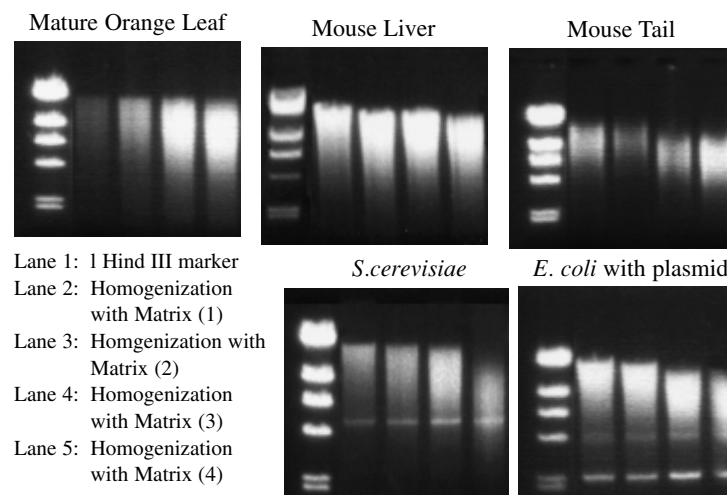 Mature Orange Leaf
Mouse Liver
Mouse Tail
Lane 1: l Hind III marker
Lane 2: Homogenization
with Matrix (1)
Lane 3: Homgenization with
Matrix (2)
Lane 4: Homogenization
with Matrix (3)
Lane 5: Homogenization
with Matrix (4)
S.cerevisiae
E. coli with plasmid